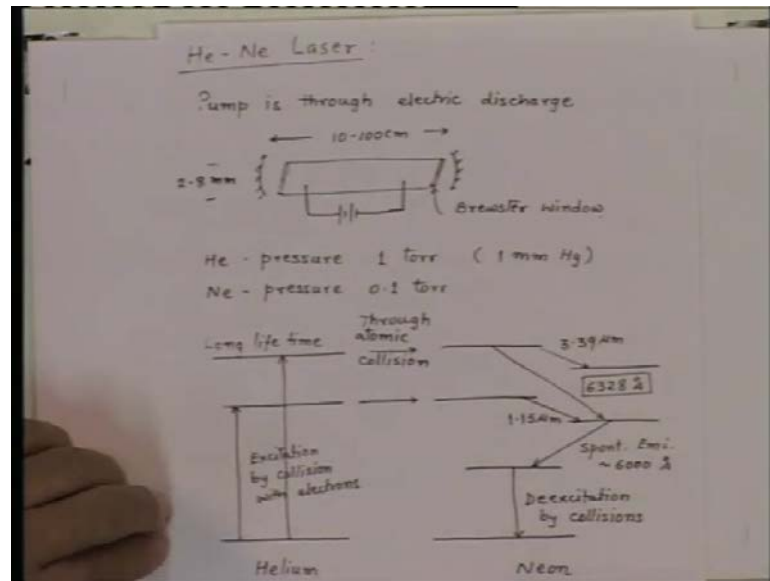 He - Ne Laser :
Pump is through electric discharge
10-100cm
2-8 mm
Brewster window
He - pressure 1 torr ( 1 mm Hg )
Ne - pressure 0.1 torr
Long life time
Through
atomic
collision
3.39 μm
6328 Å
1.15 μm
Spont. Emi.
~ 6000 Å
Excitation
by collision
with electrons
Deexcitation
by collisions
Helium
Neon